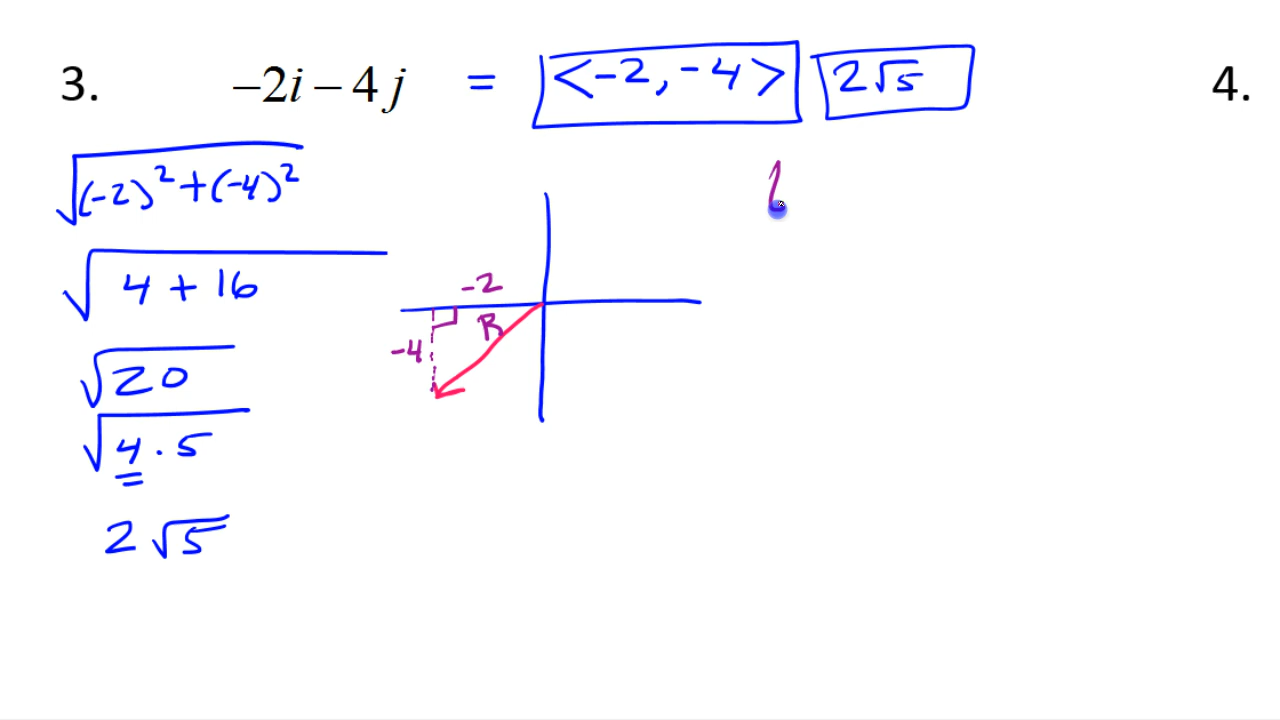 3. −2i − 4j = <-2, -4> 2√5
4.
√(-2)²+(-4)²
√4 + 16
-2
R
-4
√20
√4 · 5
2√5